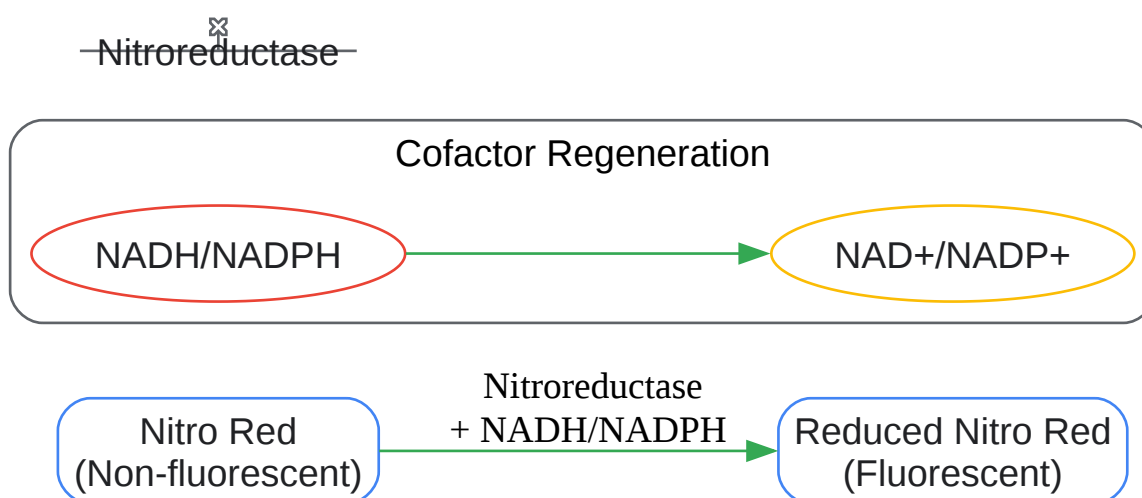 Nitroreductase
Cofactor Regeneration
NADH/NADPH
NAD+/NADP+
Nitroreductase
+ NADH/NADPH
Nitro Red
(Non-fluorescent)
Reduced Nitro Red
(Fluorescent)